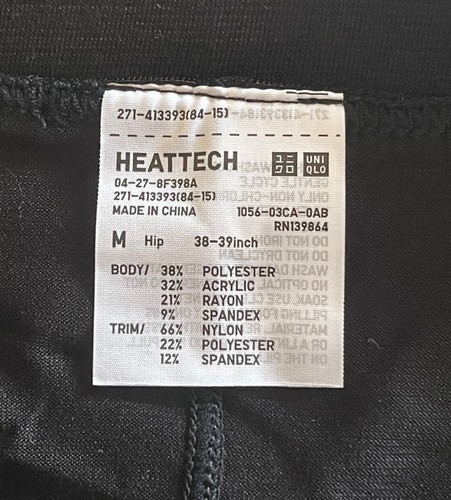 271-413393(84-15)
HEATTECH ユニクロ UNIQLO
04-27-8F398A
271-413393(84-15)
MADE IN CHINA 1056-03CA-0AB
RN139864
M Hip 38-39inch
BODY/ 38% POLYESTER
32% ACRYLIC
21% RAYON
9% SPANDEX
TRIM/ 66% NYLON
22% POLYESTER
12% SPANDEX